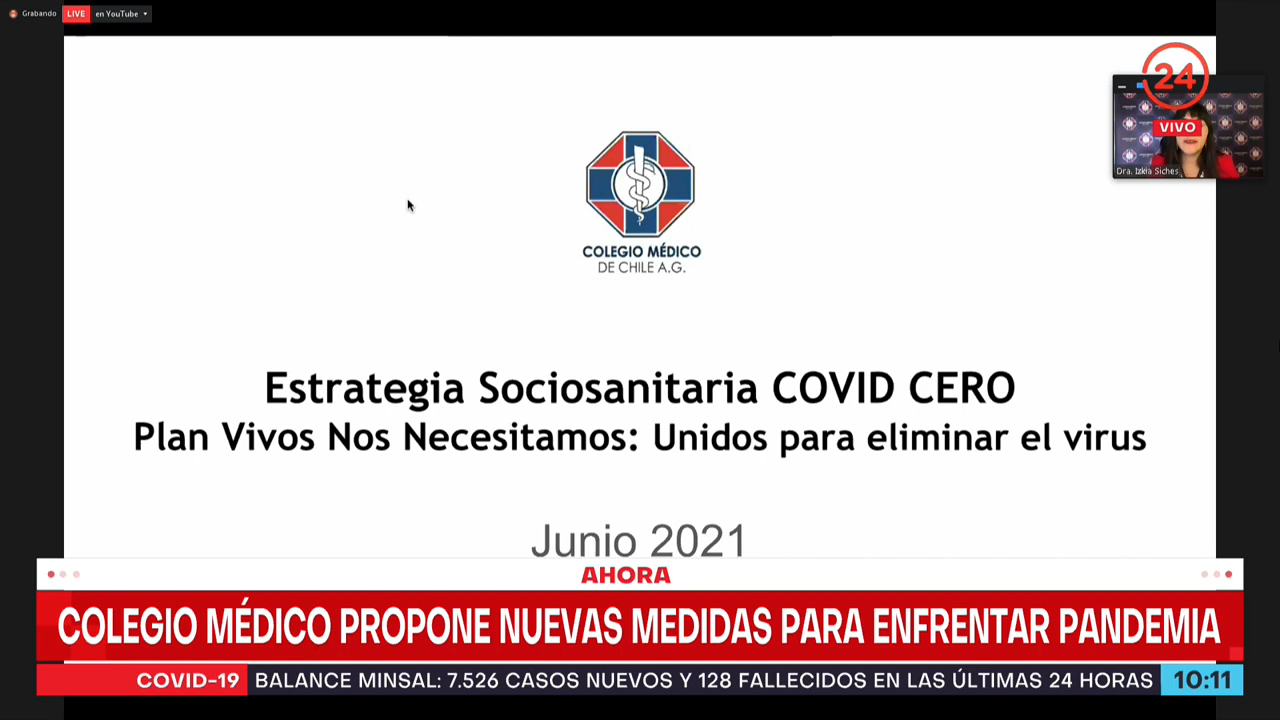 Grabando
LIVE
en YouTube
24
VIVO
Dra. Izkia Siches
COLEGIO MÉDICO
DE CHILE A.G.
Estrategia Sociosanitaria COVID CERO
Plan Vivos Nos Necesitamos: Unidos para eliminar el virus
Junio 2021
AHORA
COLEGIO MÉDICO PROPONE NUEVAS MEDIDAS PARA ENFRENTAR PANDEMIA
COVID-19
BALANCE MINSAL: 7.526 CASOS NUEVOS Y 128 FALLECIDOS EN LAS ÚLTIMAS 24 HORAS
10:11